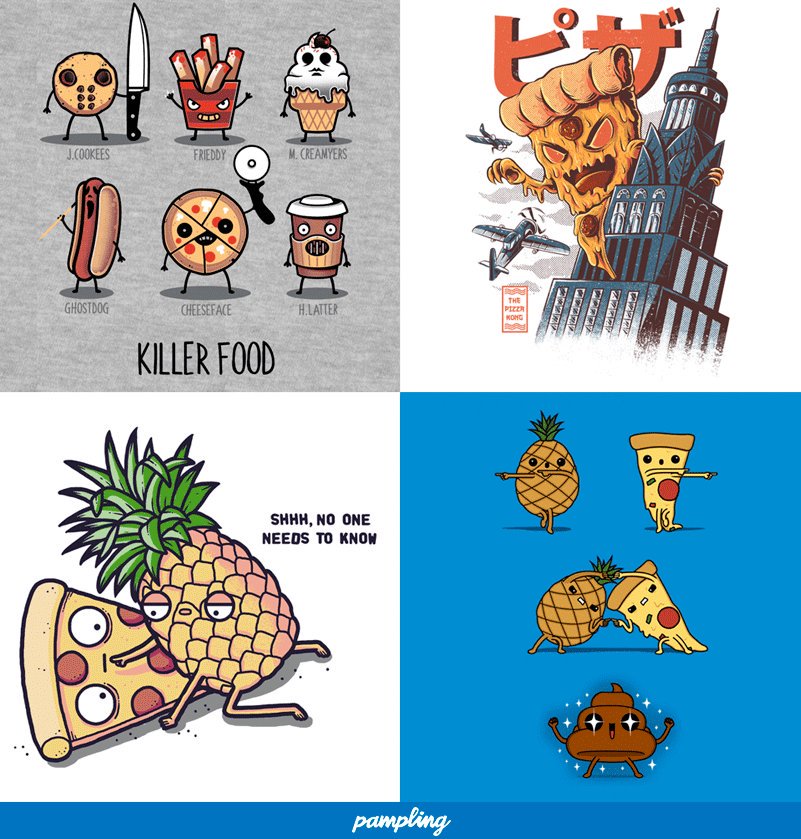 J.COOKEES
FRIEDDY
M. CREAMYERS
GHOSTDOG
CHEESEFACE
H.LATTER
KILLER FOOD
ピザ
THE
PIZZA
KONG
SHHH, NO ONE
NEEDS TO KNOW
pampling